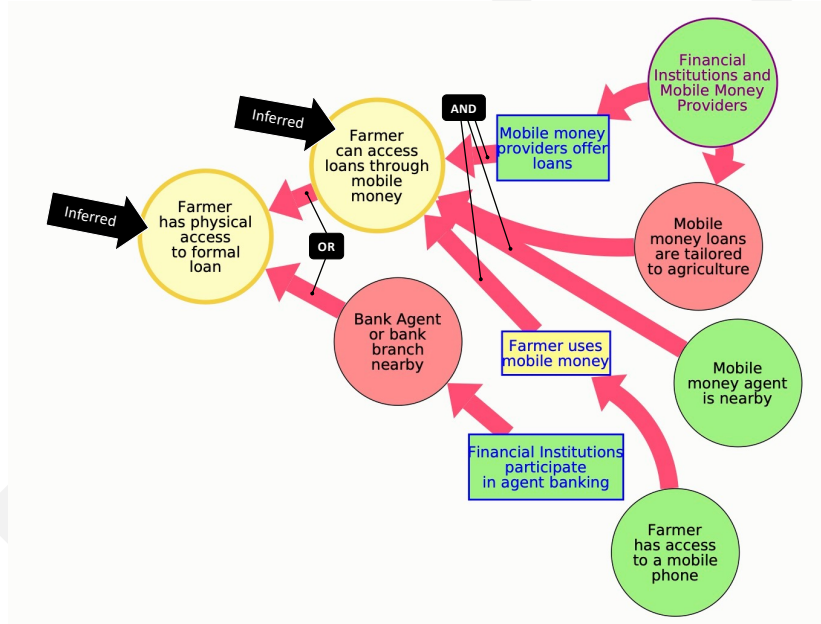 Financial
Institutions and
Mobile Money
Providers
Inferred
AND
Farmer
can access
loans through
mobile
money
Mobile money
providers offer
loans
Inferred
Farmer
has physical
access
to formal
loan
OR
Mobile
money loans
are tailored
to agriculture
Bank Agent
or bank
branch
nearby
Farmer uses
mobile money
Mobile
money agent
is nearby
Financial Institutions
participate
in agent banking
Farmer
has access
to a mobile
phone